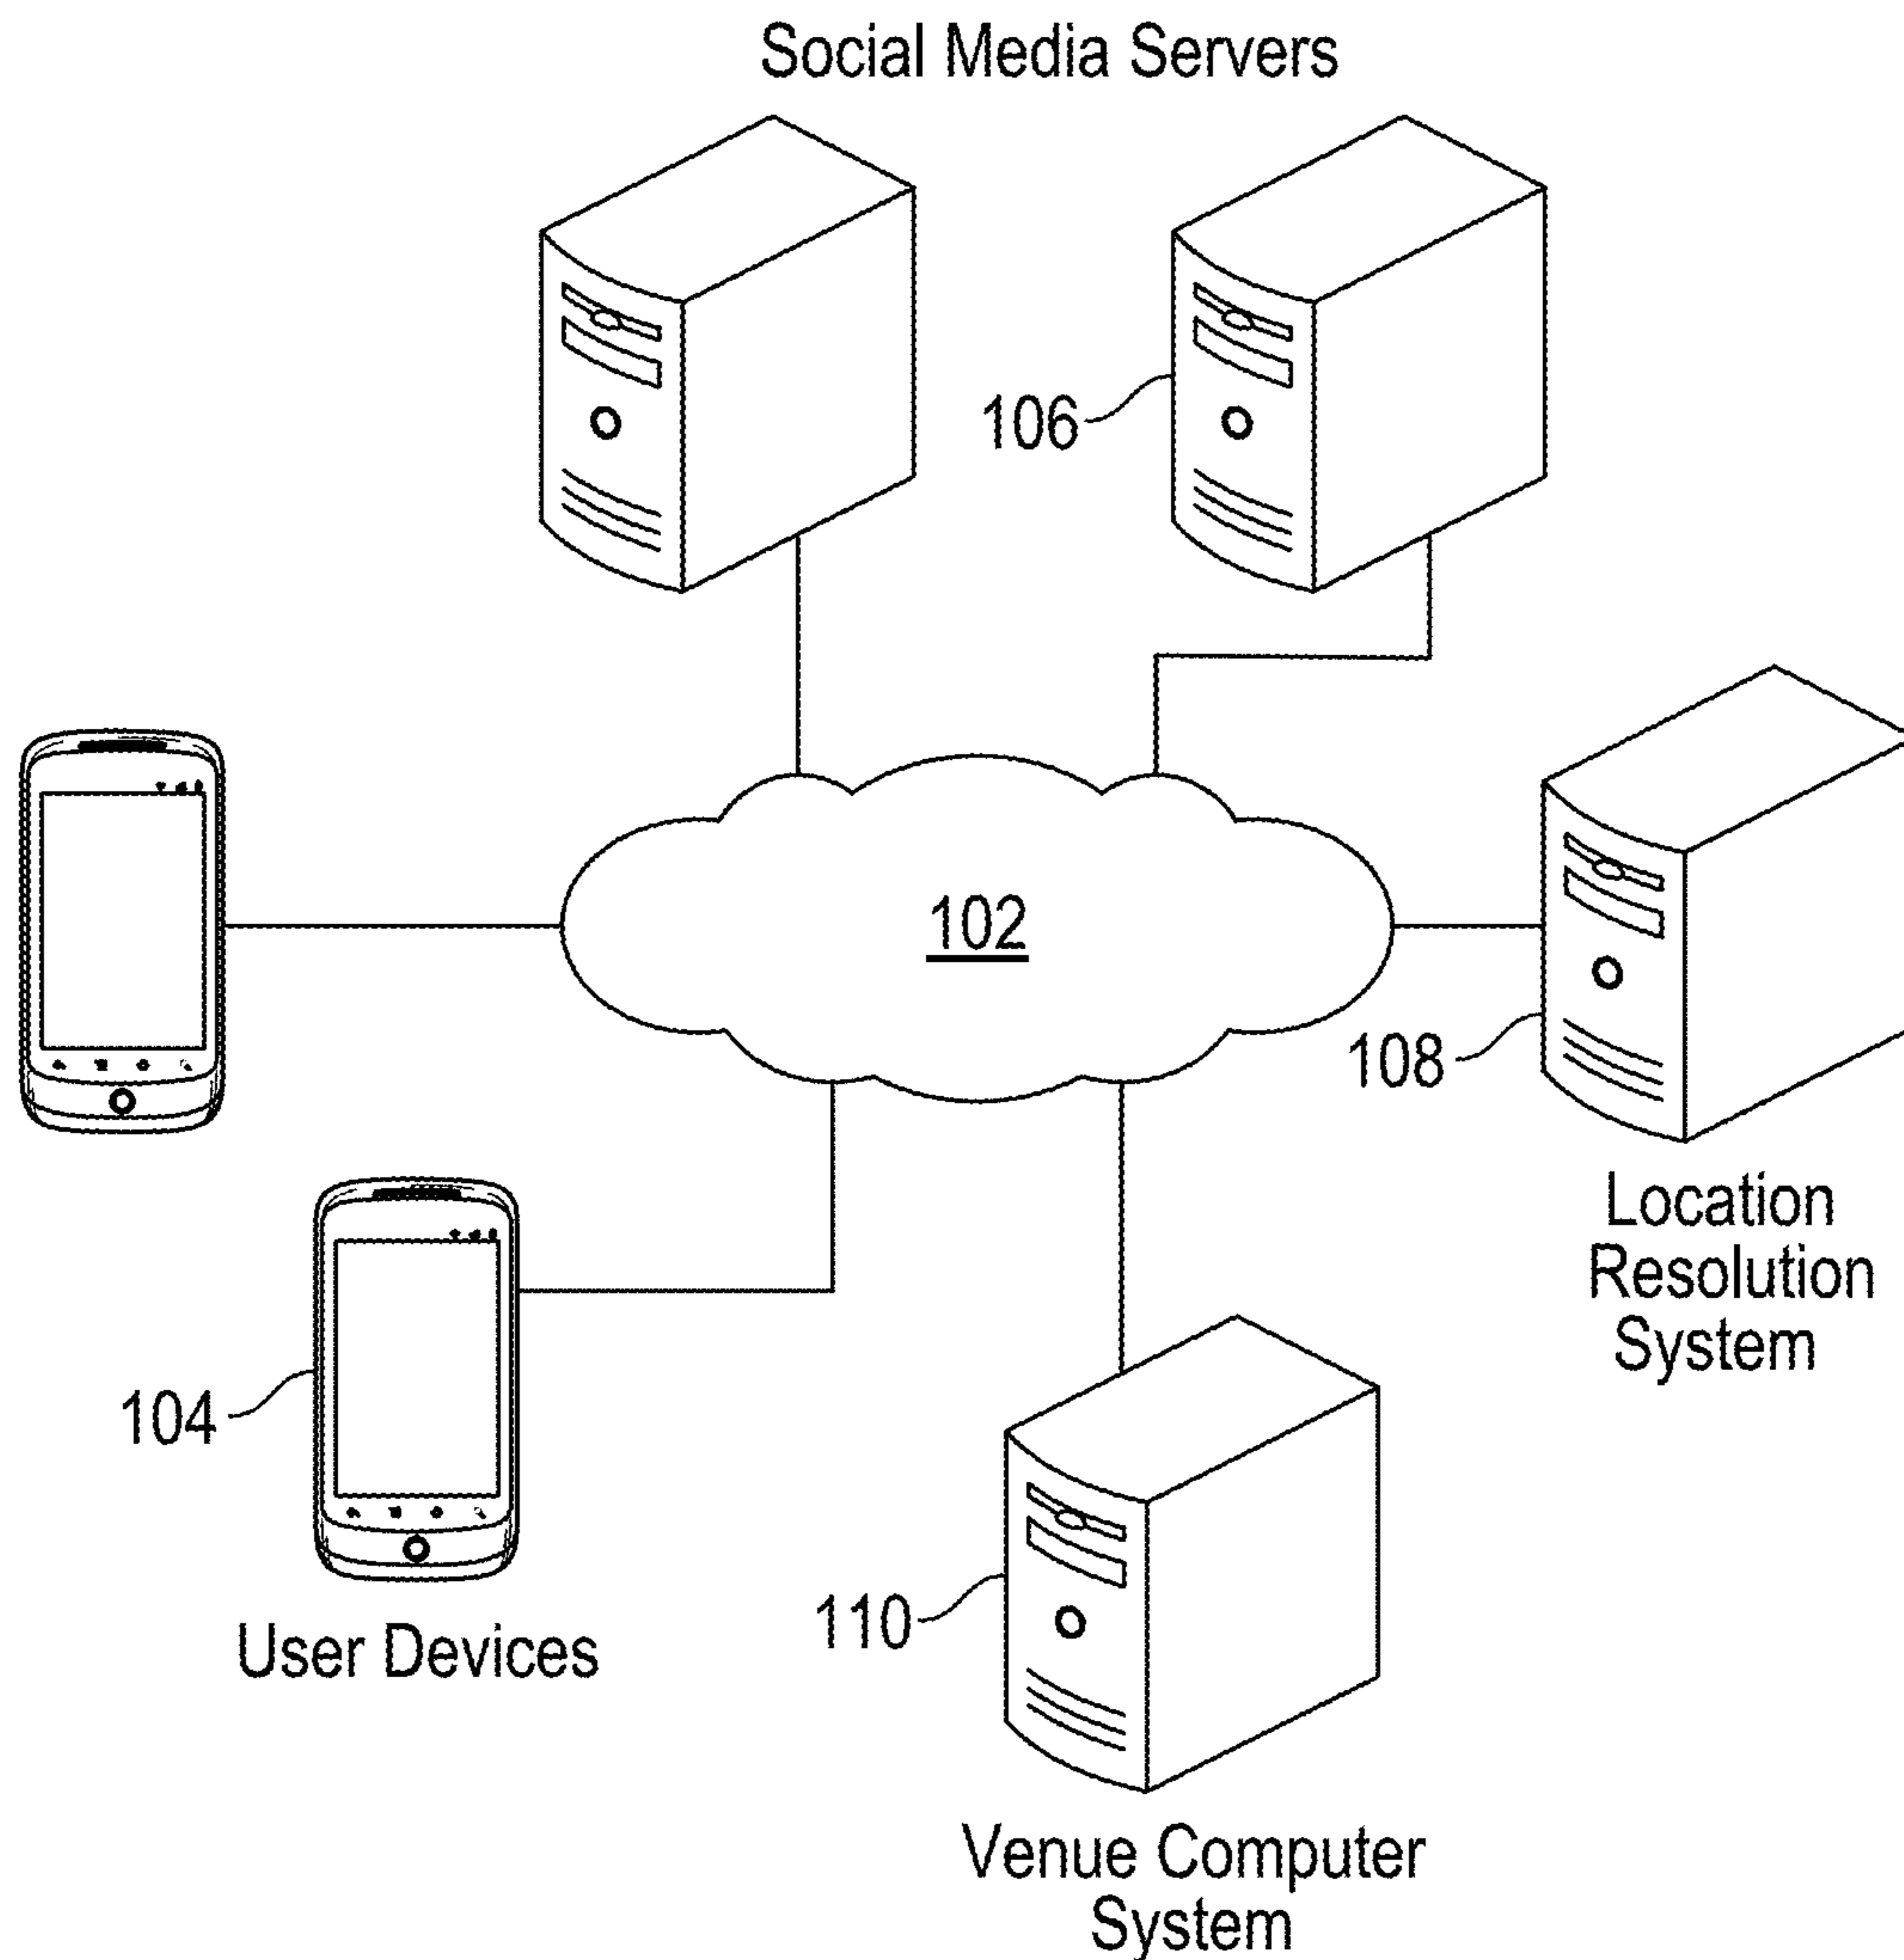 Social Media Servers
106
102
108
Location
Resolution
System
104
User Devices
110
Venue Computer
System